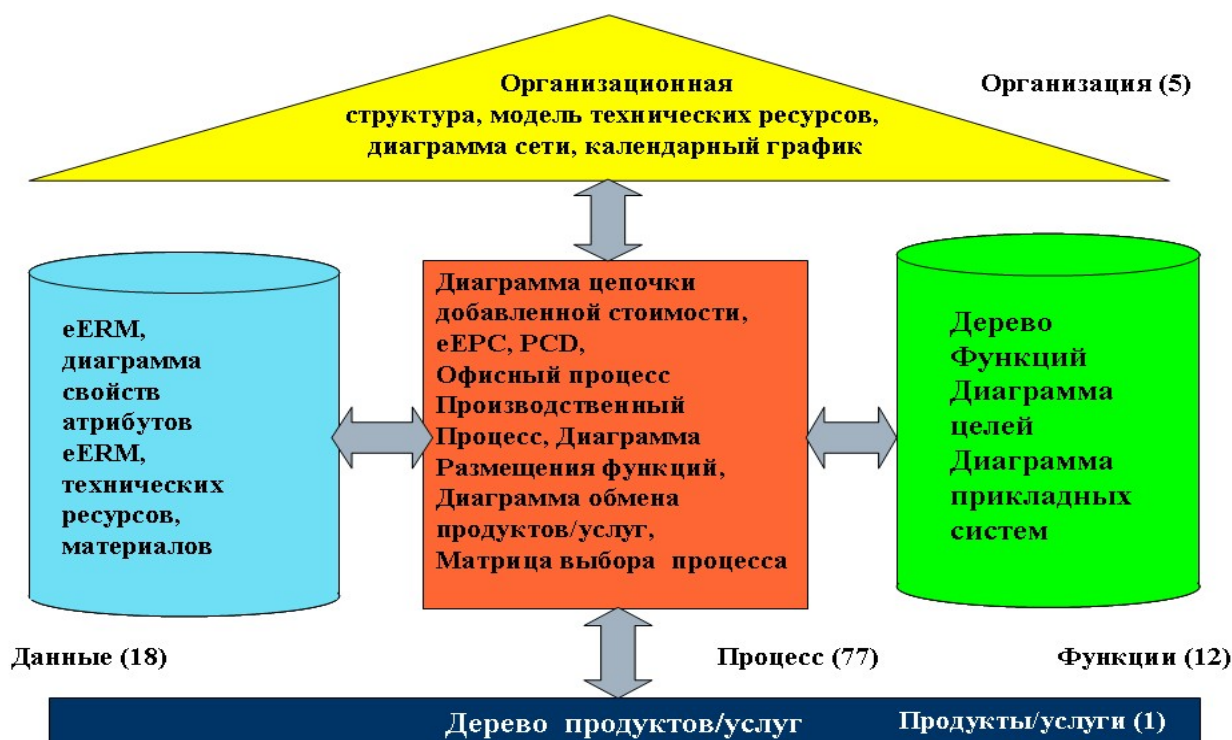 Организационная
структура, модель технических ресурсов,
диаграмма сети, календарный график
Организация (5)
eERM,
диаграмма
свойств
атрибутов
eERM,
технических
ресурсов,
материалов
Диаграмма цепочки
добавленной стоимости,
eEPC, PCD,
Офисный процесс
Производственный
Процесс, Диаграмма
Размещения функций,
Диаграмма обмена
продуктов/услуг,
Матрица выбора процесса
Дерево
Функций
Диаграмма
целей
Диаграмма
прикладных
систем
Данные (18)
Процесс (77)
Функции (12)
Дерево продуктов/услуг
Продукты/услуги (1)